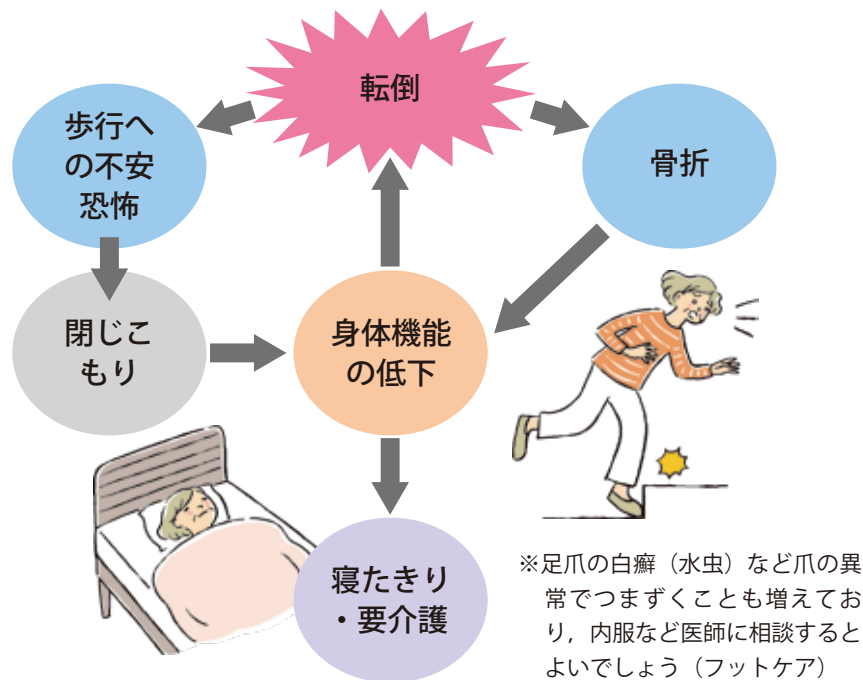 転倒
歩行へ
の不安
恐怖
骨折
閉じこ
もり
身体機能
の低下
寝たきり
・要介護
※足爪の白癬（水虫）など爪の異
常でつまずくことも増えてお
り，内服など医師に相談すると
よいでしょう（フットケア）